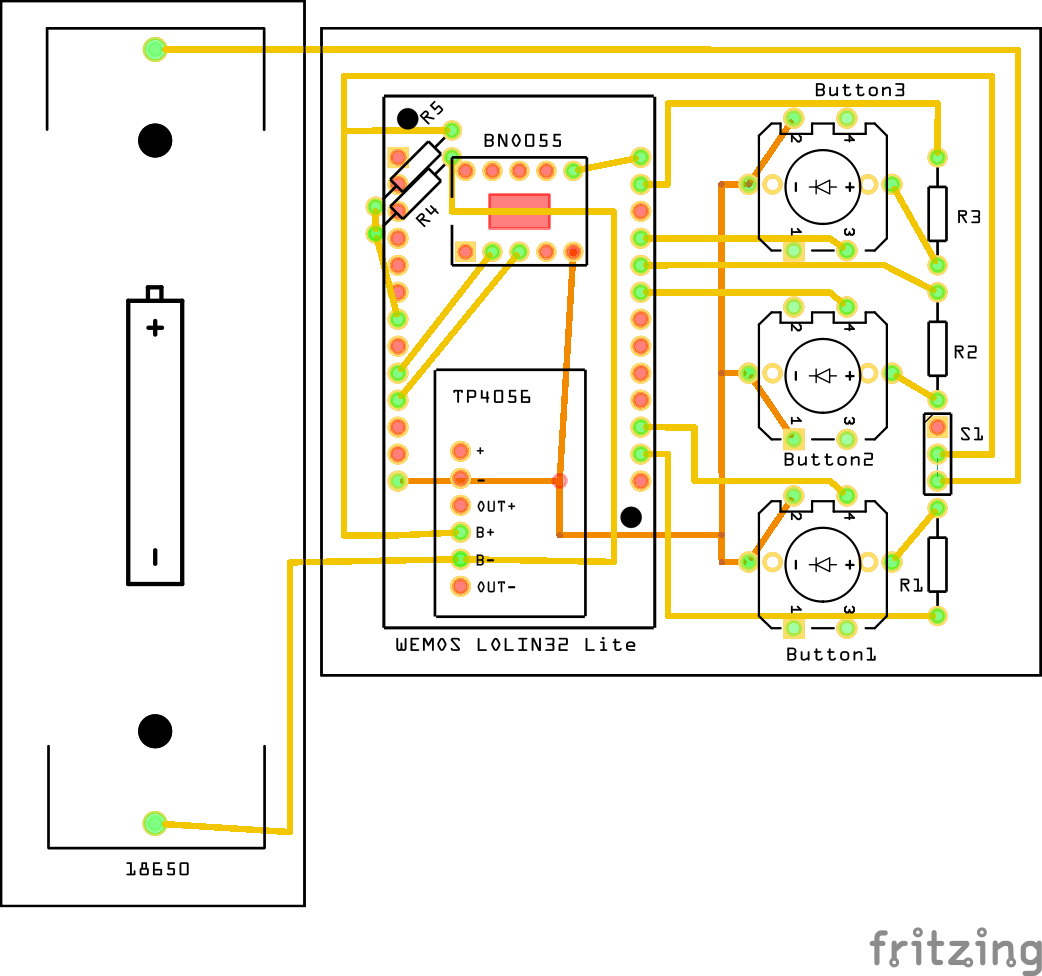 Button3
R5
BNO055
2
4
- +
R3
R4
1
3
+
2
4
TP4056
- +
R2
1
3
S1
+
-
Button2
OUT+
2
4
B+
B-
- +
-
OUT-
R1
1
3
WEMOS LOLIN32 Lite
Button1
18650
fritzing